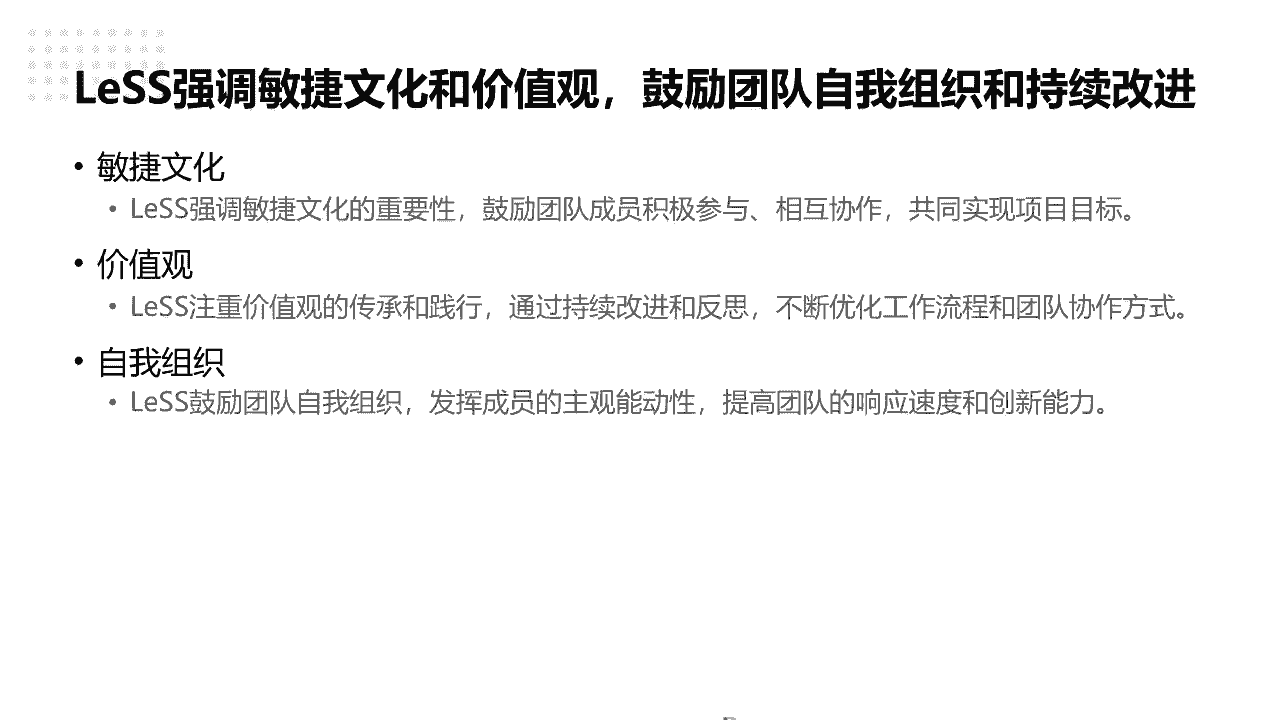 LeSS强调敏捷文化和价值观，鼓励团队自我组织和持续改进
• 敏捷文化
• LeSS强调敏捷文化的重要性，鼓励团队成员积极参与、相互协作，共同实现项目目标。
• 价值观
• LeSS注重价值观的传承和践行，通过持续改进和反思，不断优化工作流程和团队协作方式。
• 自我组织
• LeSS鼓励团队自我组织，发挥成员的主观能动性，提高团队的响应速度和创新能力。